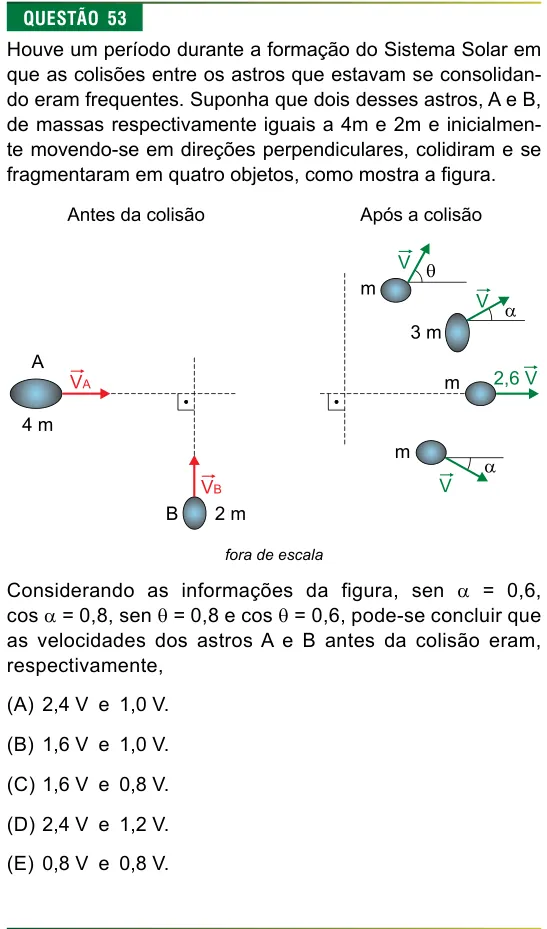 QUESTÃO 53
Houve um período durante a formação do Sistema Solar em
que as colisões entre os astros que estavam se consolidan-
do eram frequentes. Suponha que dois desses astros, A e B,
de massas respectivamente iguais a 4m e 2m e inicialmen-
te movendo-se em direções perpendiculares, colidiram e se
fragmentaram em quatro objetos, como mostra a figura.
Antes da colisão
A
V⃗A
4 m
V⃗B
B
2 m
Após a colisão
V⃗
θ
m
V⃗
α
3 m
m
2,6 V⃗
m
α
V⃗
fora de escala
Considerando as informações da figura, sen α = 0,6,
cos α = 0,8, sen θ = 0,8 e cos θ = 0,6, pode-se concluir que
as velocidades dos astros A e B antes da colisão eram,
respectivamente,
(A) 2,4 V e 1,0 V.
(B) 1,6 V e 1,0 V.
(C) 1,6 V e 0,8 V.
(D) 2,4 V e 1,2 V.
(E) 0,8 V e 0,8 V.